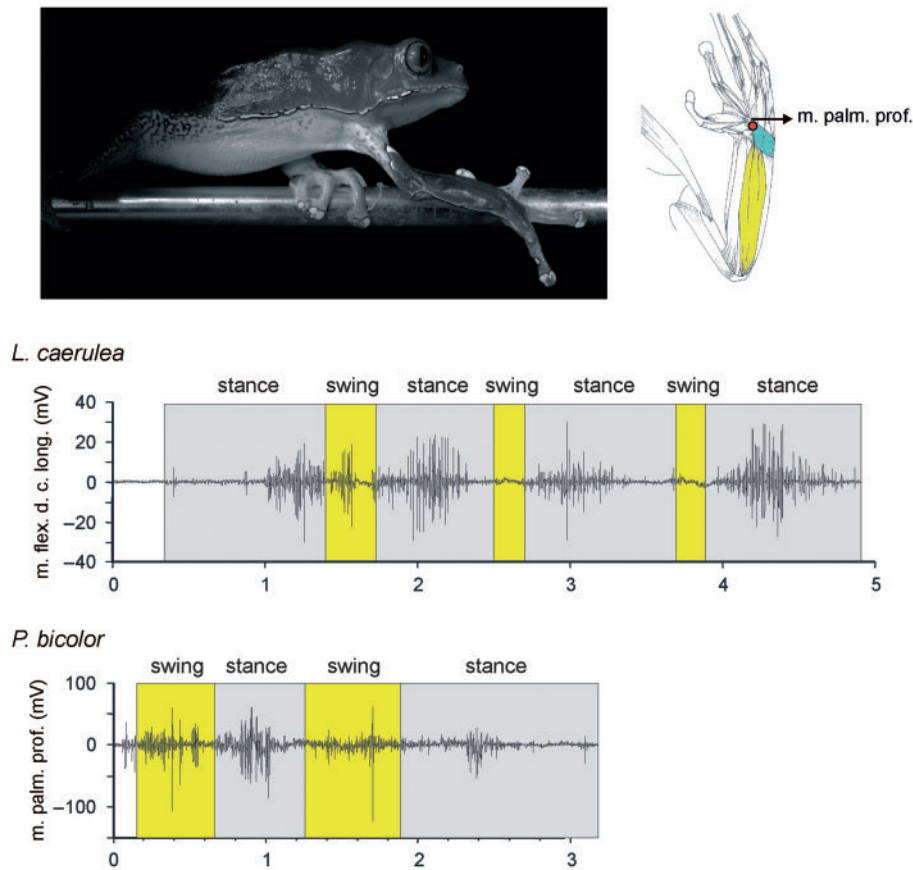 m. palm. prof.
L. caerulea
stance swing stance swing stance swing stance
m. flex. d. c. long. (mV)
40
20
0
–20
–40
0 1 2 3 4 5
P. bicolor
swing stance swing stance
m. palm. prof. (mV)
100
0
–100
0 1 2 3